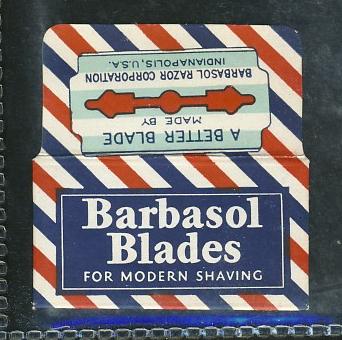 A BETTER BLADE
MADE BY
BARBASOL RAZOR CORPORATION
INDIANAPOLIS, U.S.A.
Barbasol
Blades
FOR MODERN SHAVING